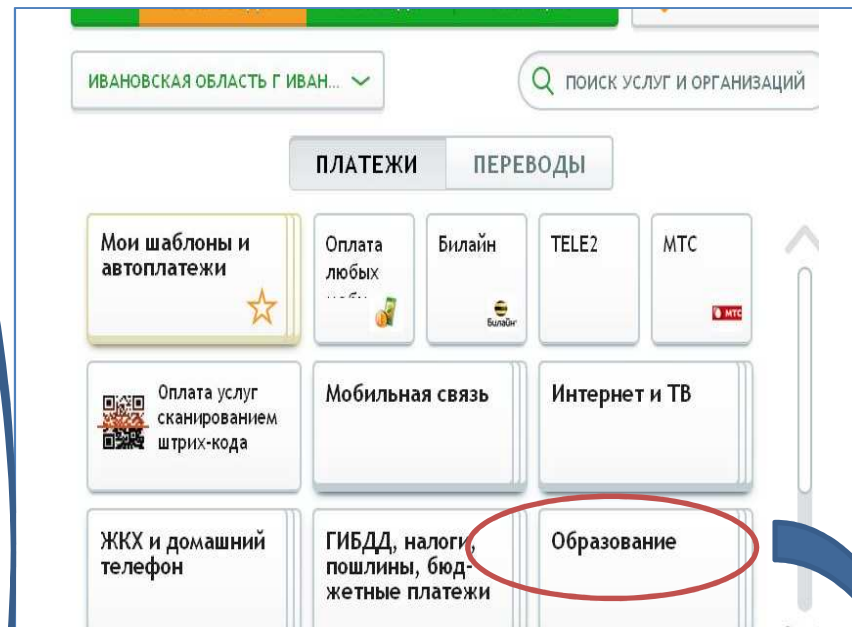 ИВАНОВСКАЯ ОБЛАСТЬ Г ИВАН...
ПОИСК УСЛУГ И ОРГАНИЗАЦИЙ
ПЛАТЕЖИ
ПЕРЕВОДЫ
Мои шаблоны и
автоплатежи
Оплата
любых
Билайн
Билайн
TELE2
МТС
МТС
Оплата услуг
сканированием
штрих-кода
Мобильная связь
Интернет и ТВ
ЖКХ и домашний
телефон
ГИБДД, налоги,
пошлины, бюд-
жетные платежи
Образование